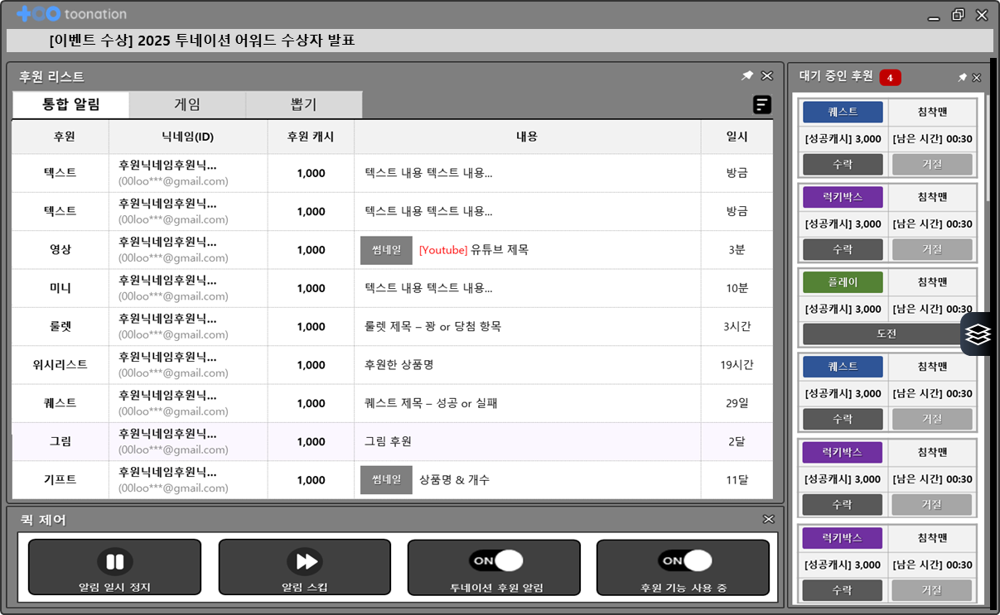 toonation
[이벤트 수상] 2025 투네이션 어워드 수상자 발표
후원 리스트
통합 알림 게임 뽑기
후원 닉네임(ID) 후원 캐시 내용 일시
텍스트 후원닉네임후원닉... 1,000 텍스트 내용 텍스트 내용... 방금
(00loo***@gmail.com)
텍스트 후원닉네임후원닉... 1,000 텍스트 내용 텍스트 내용... 방금
(00loo***@gmail.com)
영상 후원닉네임후원닉... 1,000 썸네일 [Youtube] 유튜브 제목 3분
(00loo***@gmail.com)
미니 후원닉네임후원닉... 1,000 텍스트 내용 텍스트 내용... 10분
(00loo***@gmail.com)
룰렛 후원닉네임후원닉... 1,000 룰렛 제목 – 꽝 or 당첨 항목 3시간
(00loo***@gmail.com)
위시리스트 후원닉네임후원닉... 1,000 후원한 상품명 19시간
(00loo***@gmail.com)
퀘스트 후원닉네임후원닉... 1,000 퀘스트 제목 – 성공 or 실패 29일
(00loo***@gmail.com)
그림 후원닉네임후원닉... 1,000 그림 후원 2달
(00loo***@gmail.com)
기프트 후원닉네임후원닉... 1,000 썸네일 상품명 & 개수 11달
(00loo***@gmail.com)
퀵 제어
알림 일시 정지
알림 스킵
ON
투네이션 후원 알림
ON
후원 기능 사용 중
대기 중인 후원 4
퀘스트 침착맨
[성공캐시] 3,000 [남은 시간] 00:30
수락 거절
럭키박스 침착맨
[성공캐시] 3,000 [남은 시간] 00:30
수락 거절
플레이 침착맨
[성공캐시] 3,000 [남은 시간] 00:30
도전
퀘스트 침착맨
[성공캐시] 3,000 [남은 시간] 00:30
수락 거절
럭키박스 침착맨
[성공캐시] 3,000 [남은 시간] 00:30
수락 거절
럭키박스 침착맨
[성공캐시] 3,000 [남은 시간] 00:30
수락 거절